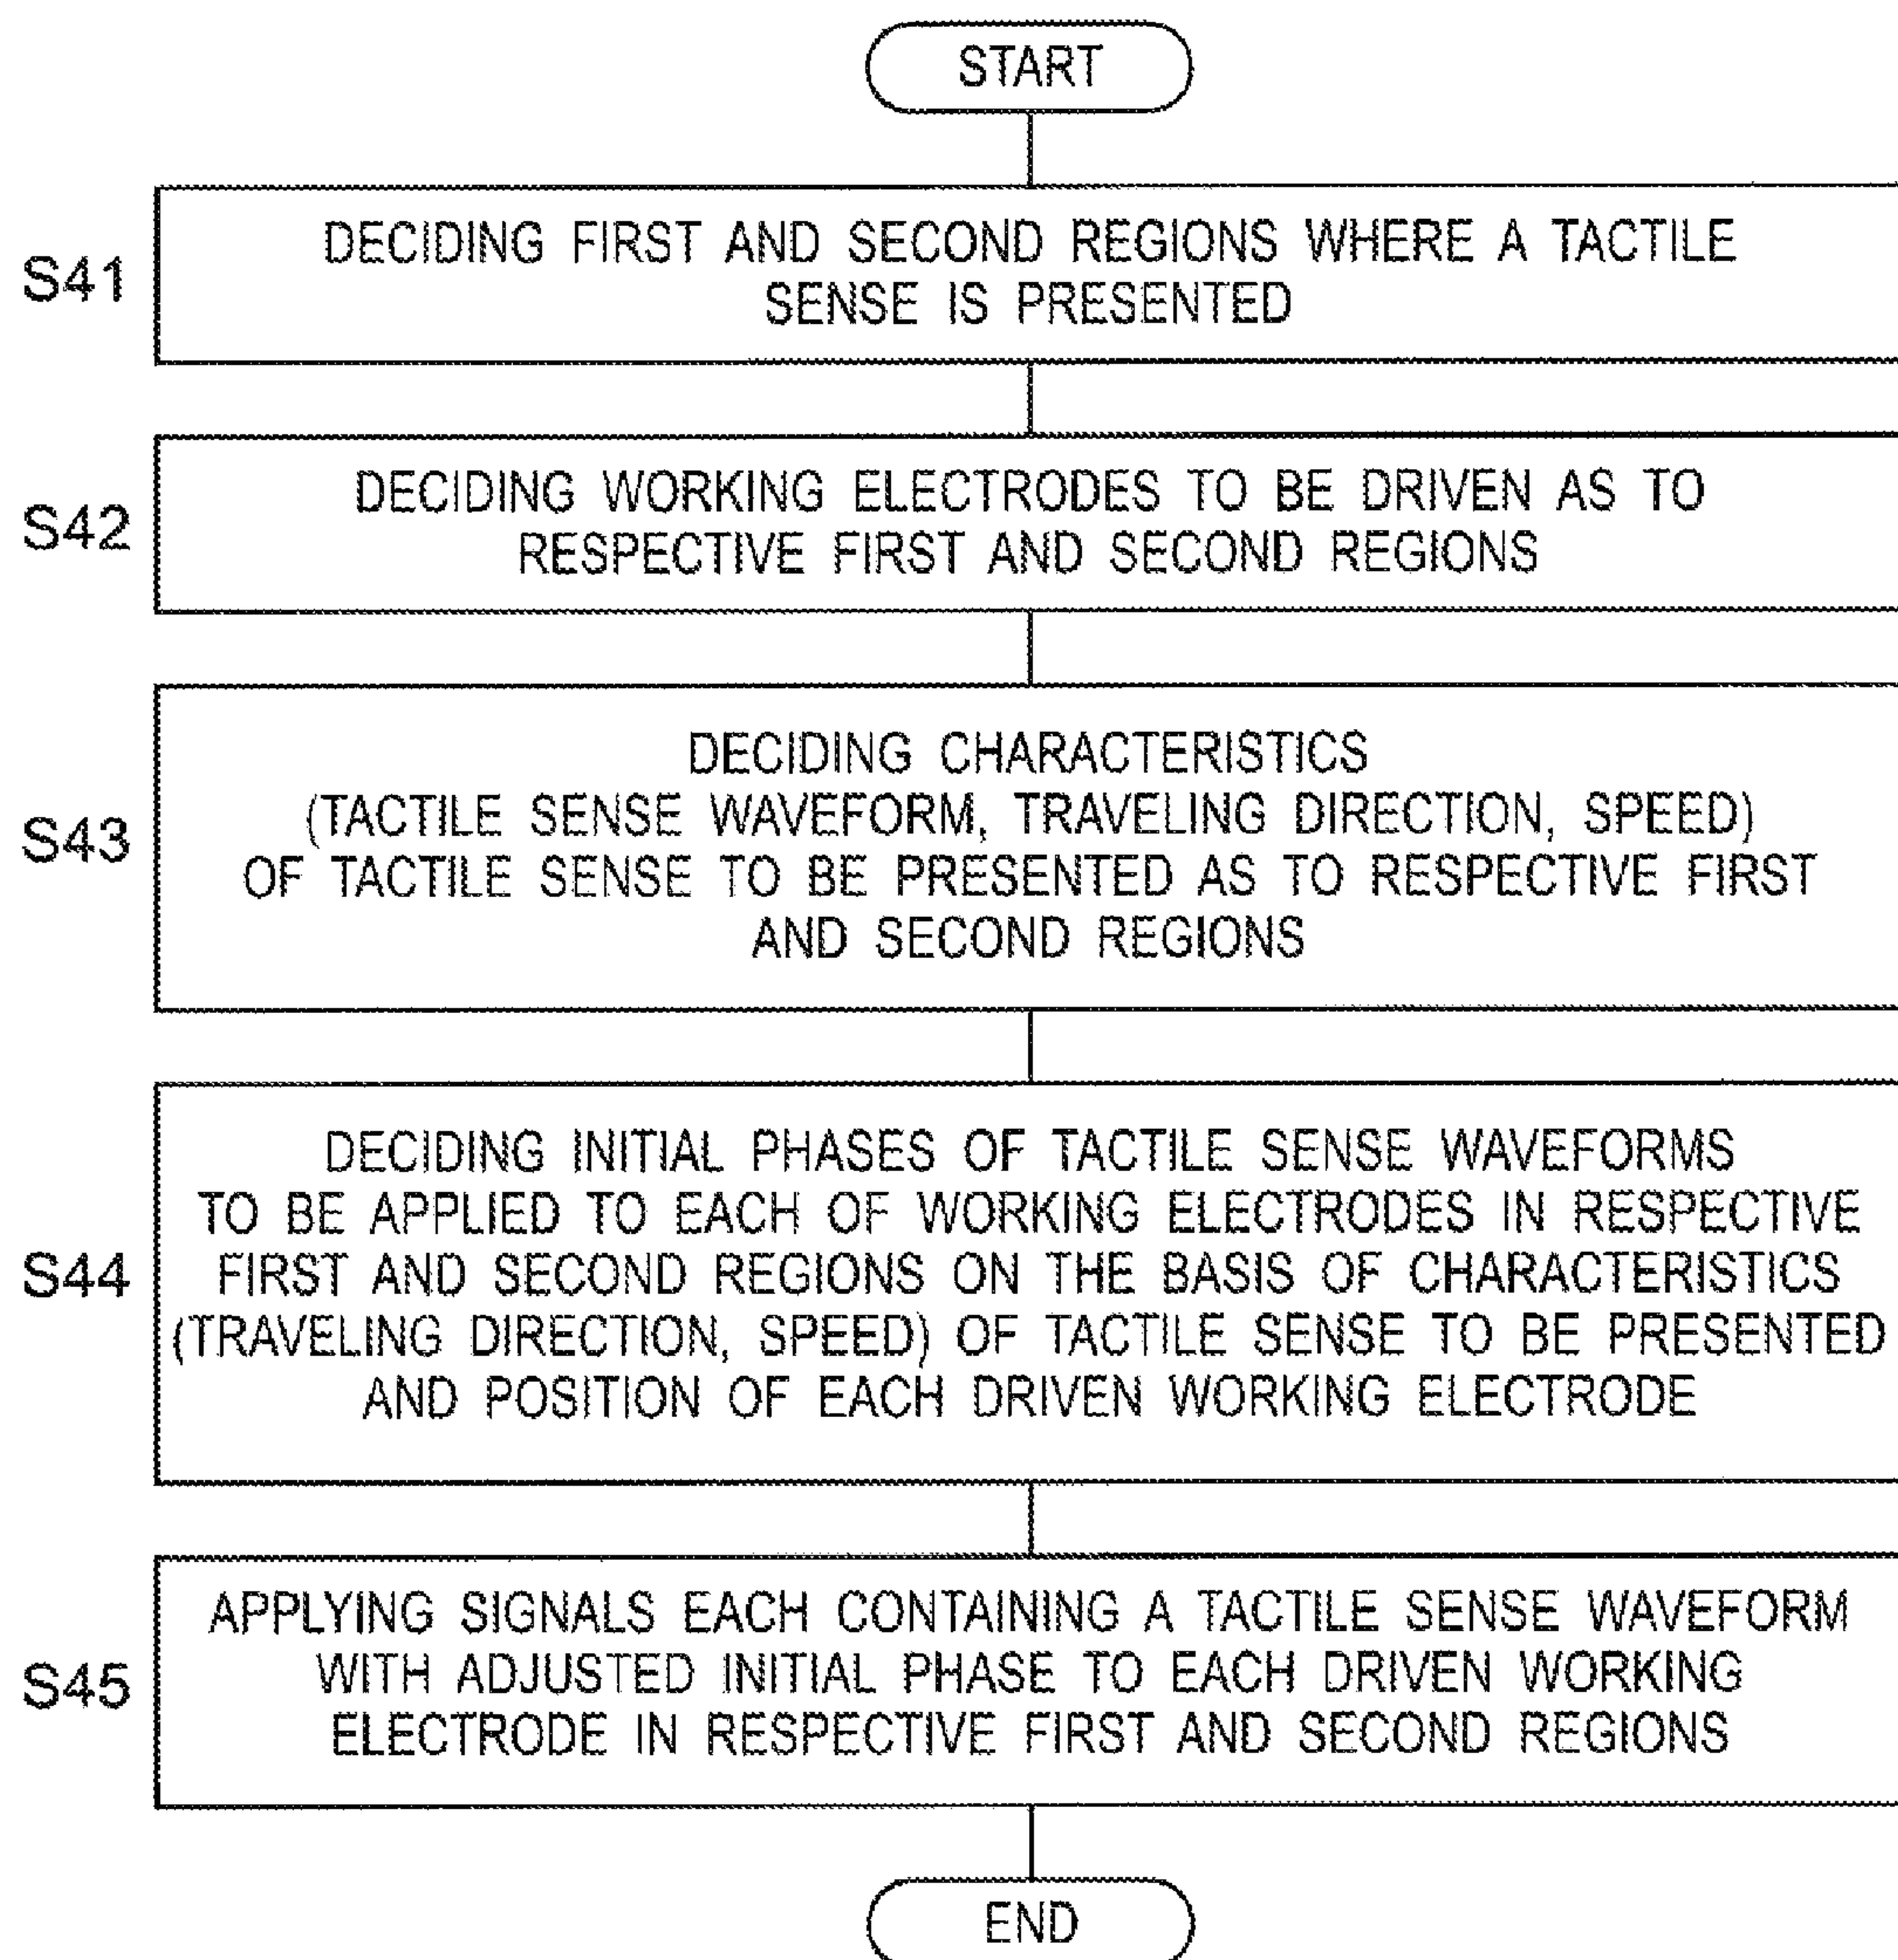 START
S41
DECIDING FIRST AND SECOND REGIONS WHERE A TACTILE
SENSE IS PRESENTED
S42
DECIDING WORKING ELECTRODES TO BE DRIVEN AS TO
RESPECTIVE FIRST AND SECOND REGIONS
S43
DECIDING CHARACTERISTICS
(TACTILE SENSE WAVEFORM, TRAVELING DIRECTION, SPEED)
OF TACTILE SENSE TO BE PRESENTED AS TO RESPECTIVE FIRST
AND SECOND REGIONS
S44
DECIDING INITIAL PHASES OF TACTILE SENSE WAVEFORMS
TO BE APPLIED TO EACH OF WORKING ELECTRODES IN RESPECTIVE
FIRST AND SECOND REGIONS ON THE BASIS OF CHARACTERISTICS
(TRAVELING DIRECTION, SPEED) OF TACTILE SENSE TO BE PRESENTED
AND POSITION OF EACH DRIVEN WORKING ELECTRODE
S45
APPLYING SIGNALS EACH CONTAINING A TACTILE SENSE WAVEFORM
WITH ADJUSTED INITIAL PHASE TO EACH DRIVEN WORKING
ELECTRODE IN RESPECTIVE FIRST AND SECOND REGIONS
END